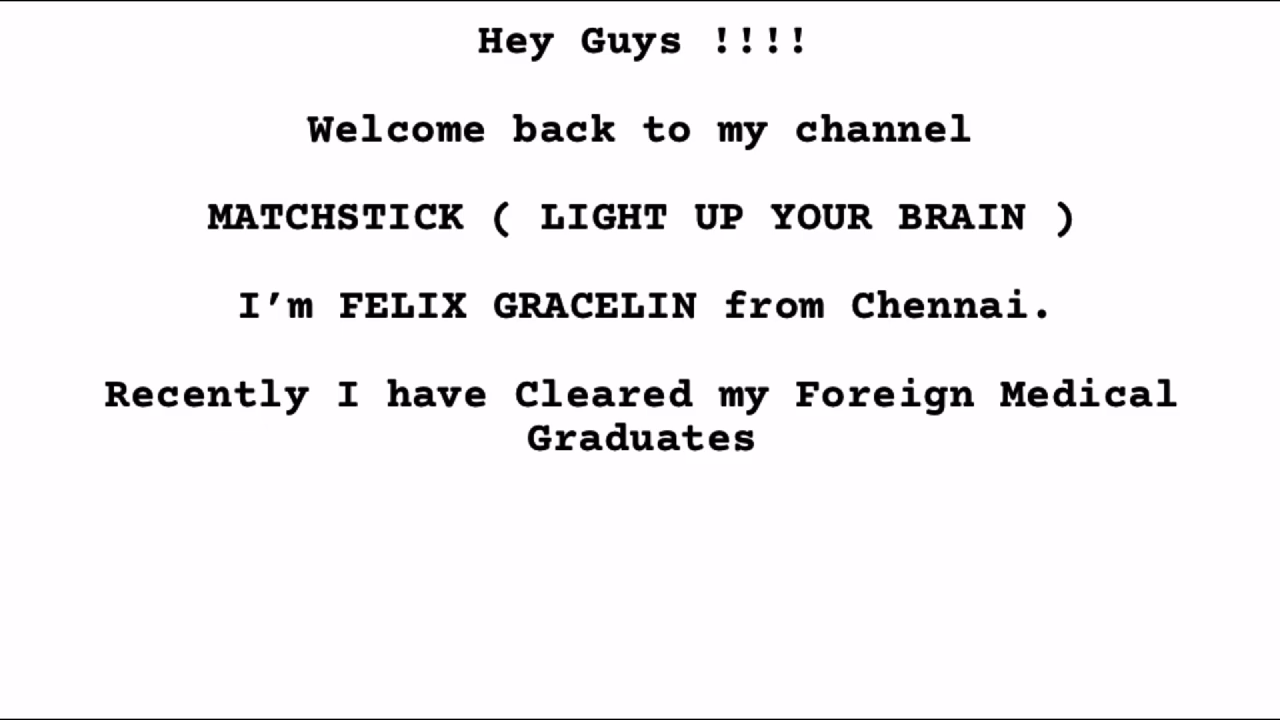 Hey Guys !!!!
Welcome back to my channel
MATCHSTICK ( LIGHT UP YOUR BRAIN )
I’m FELIX GRACELIN from Chennai.
Recently I have Cleared my Foreign Medical
Graduates